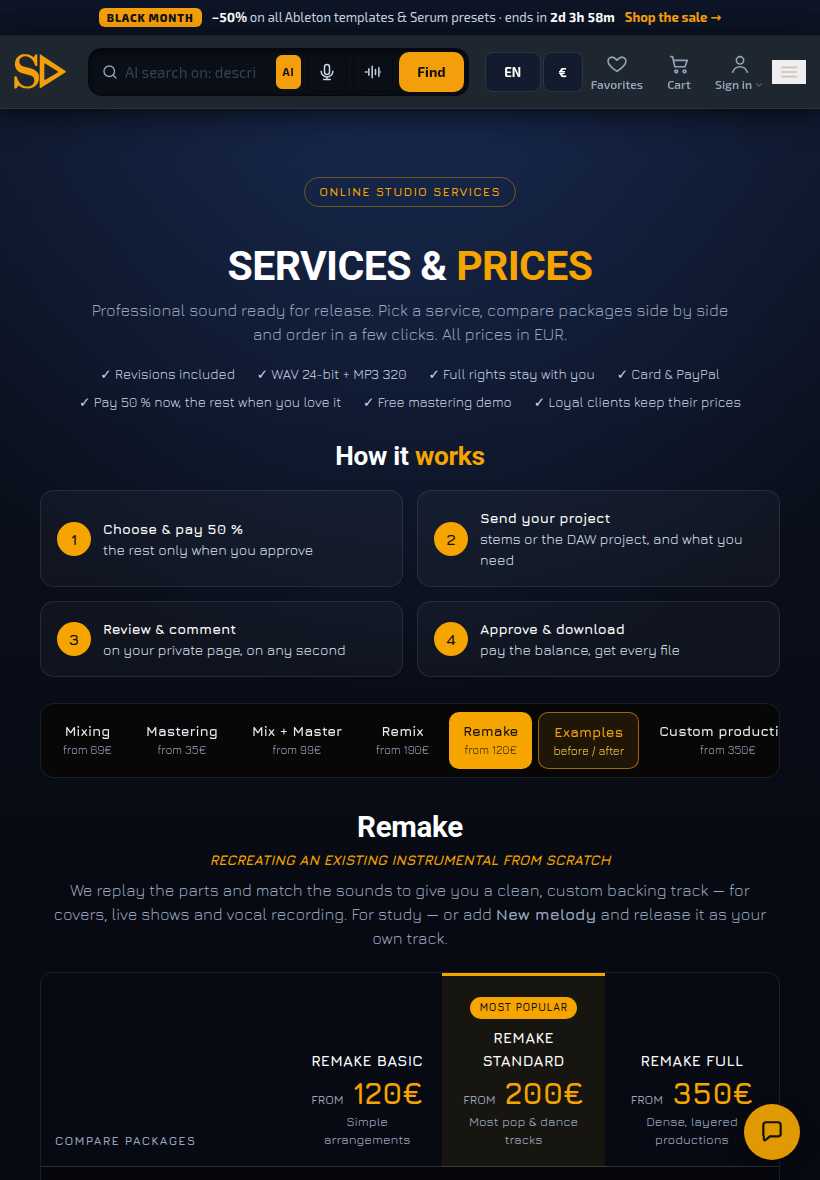 BLACK MONTH −50% on all Ableton templates & Serum presets · ends in 2d 3h 58m Shop the sale →
S AI search on: descri AI Find EN € Favorites Cart Sign in
ONLINE STUDIO SERVICES
SERVICES & PRICES
Professional sound ready for release. Pick a service, compare packages side by side
and order in a few clicks. All prices in EUR.
✓ Revisions included ✓ WAV 24-bit + MP3 320 ✓ Full rights stay with you ✓ Card & PayPal
✓ Pay 50 % now, the rest when you love it ✓ Free mastering demo ✓ Loyal clients keep their prices
How it works
1 Choose & pay 50 %
the rest only when you approve
2 Send your project
stems or the DAW project, and what you
need
3 Review & comment
on your private page, on any second
4 Approve & download
pay the balance, get every file
Mixing Mastering Mix + Master Remix Remake Examples Custom producti
from 69€ from 35€ from 99€ from 190€ from 120€ before / after from 350€
Remake
RECREATING AN EXISTING INSTRUMENTAL FROM SCRATCH
We replay the parts and match the sounds to give you a clean, custom backing track — for
covers, live shows and vocal recording. For study — or add New melody and release it as your
own track.
COMPARE PACKAGES
REMAKE BASIC
FROM 120€
Simple
arrangements
MOST POPULAR
REMAKE
STANDARD
FROM 200€
Most pop & dance
tracks
REMAKE FULL
FROM 350€
Dense, layered
productions